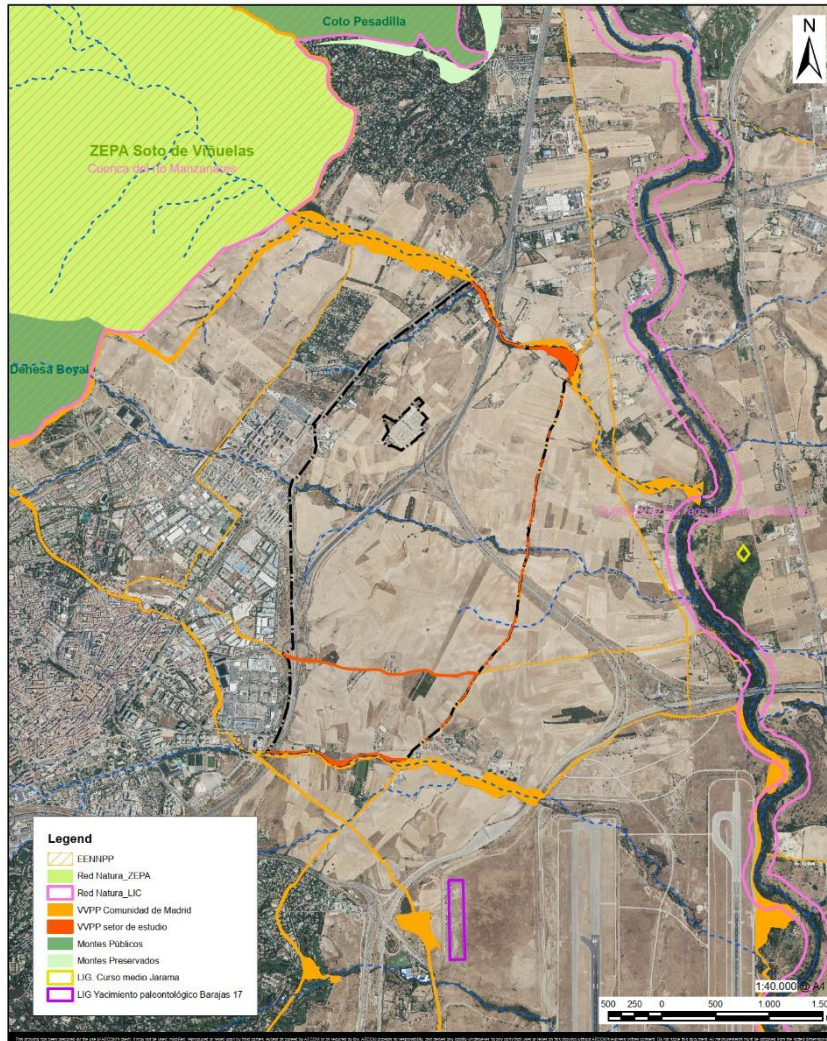 Coto Pesadilla
N
ZEPA Soto de Viñuelas
Cuenca del río Manzanares
Dehesa Boyal
Legend
EENNPP
Red Natura_ZEPA
Red Natura_LIC
VVPP Comunidad de Madrid
VVPP setor de estudio
Montes Públicos
Montes Preservados
LIG. Curso medio Jarama
LIG Yacimiento paleontológico Barajas 17
1:40.000 @ A4
500 250 0 500 1.000